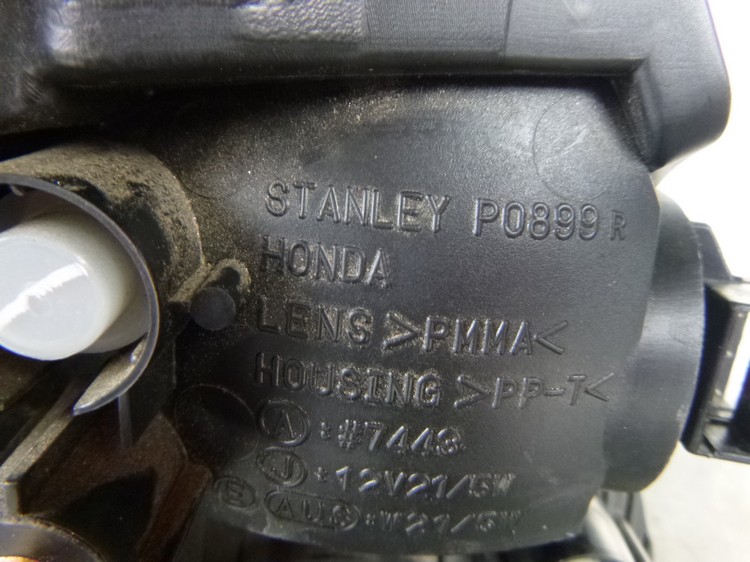 STANLEY P0899 R
HONDA
LENS >PMMA<
HOUSING >PP-T<
A:#7443
J:12V21/5W
E AUS:W21/5W